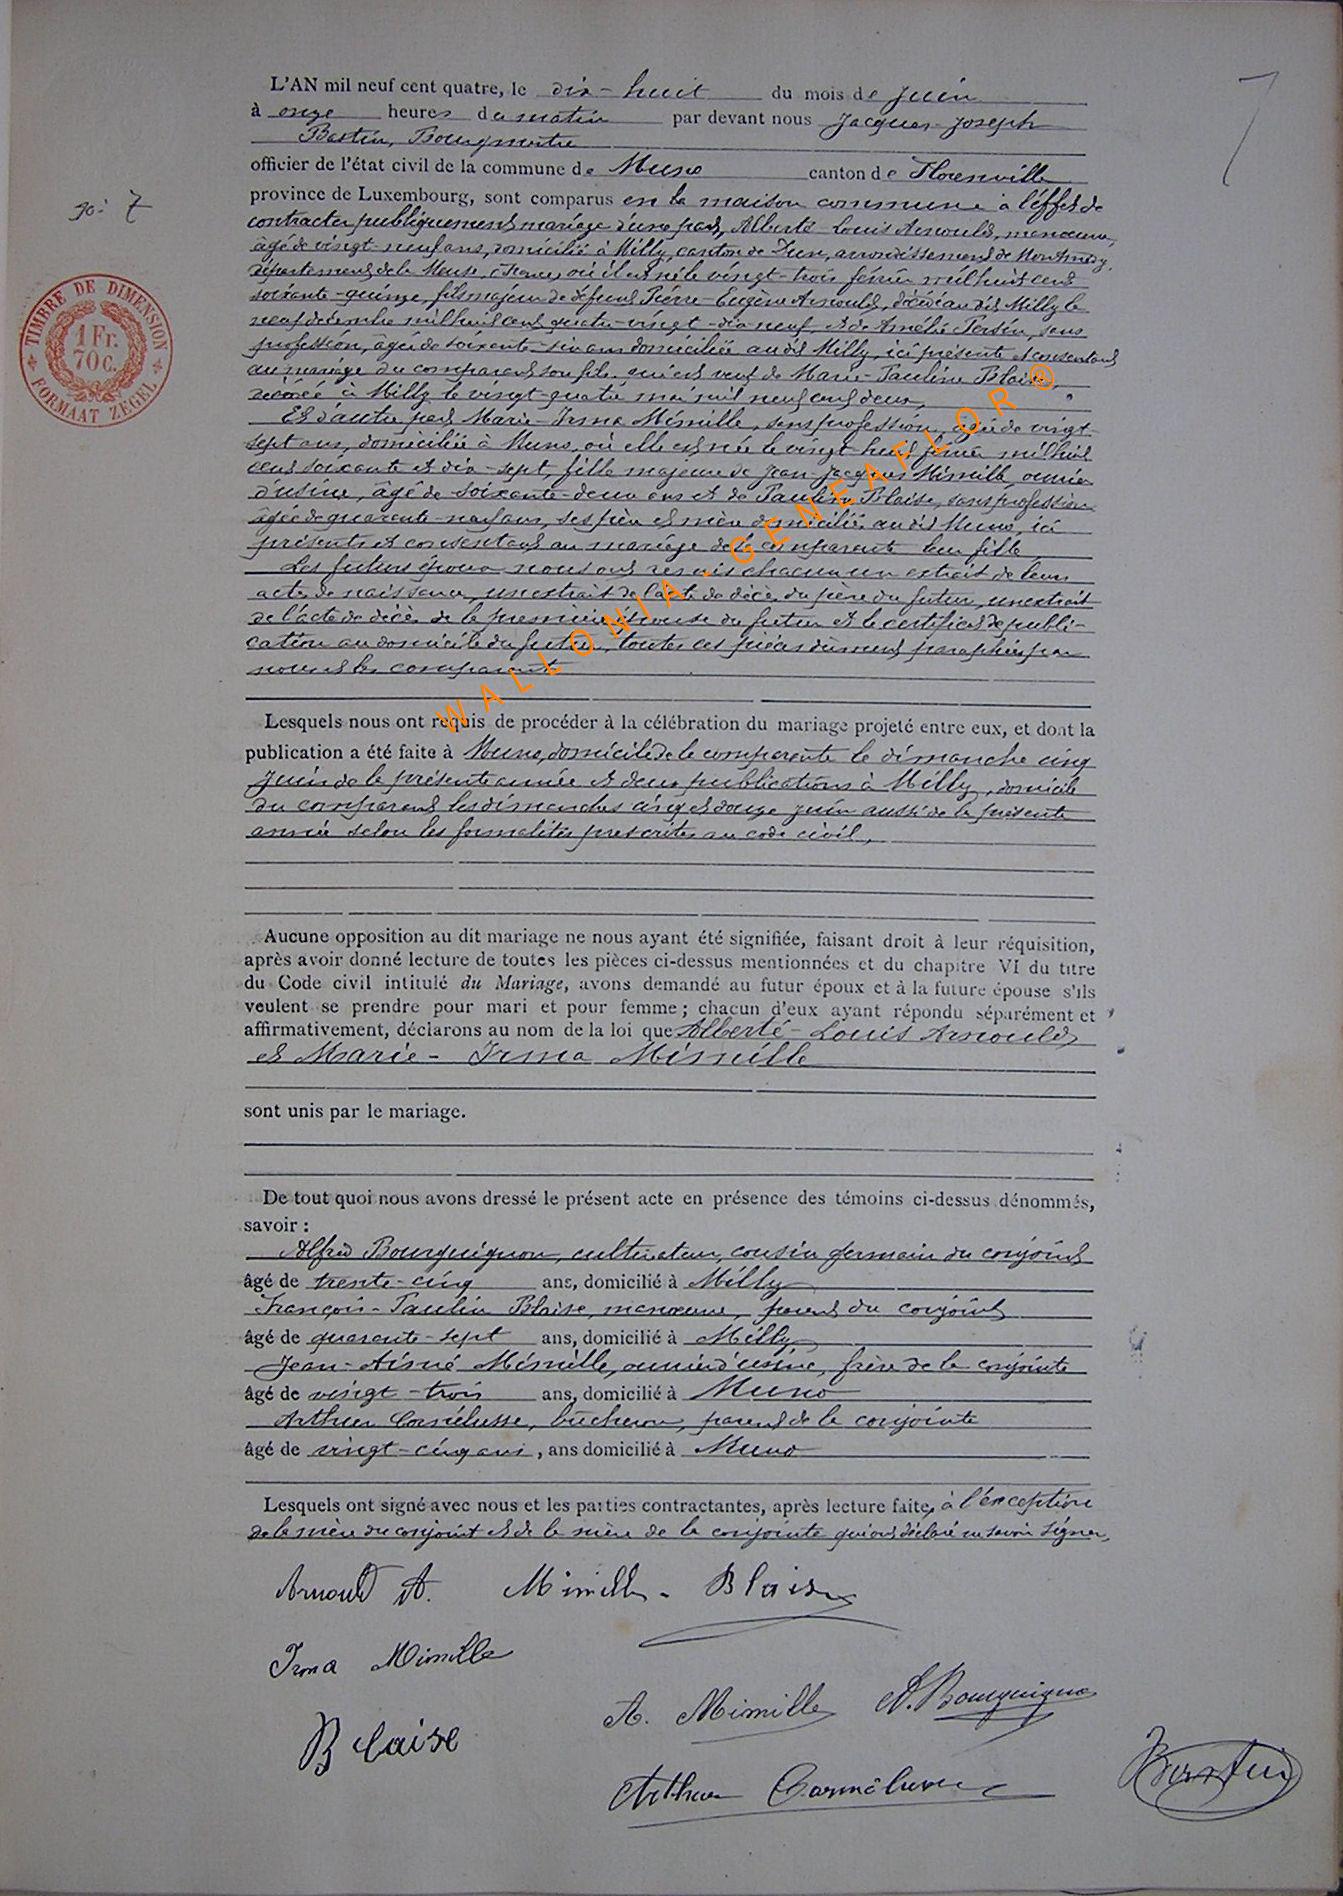 7
L'AN mil neuf cent quatre, le dix-huit du mois de juin
à onze heures du matin par devant nous Jacques-Joseph
Bestin, Bourgmestre
officier de l'état civil de la commune de Muno canton de Florenville
province de Luxembourg, sont comparus en la maison commune à l'effet de
contracter publiquement mariage d'une part, Alberte-Louis Arnould, manoeuvre,
âgé de vingt-neuf ans, domicilié à Milly, canton de Dun, arrondissement de Montmédy,
département de la Meuse, (France) où il est né le vingt-trois février mil huit cent
soixante-quinze, fils majeur de défunt Pierre-Eugène Arnould, décédé au dit Milly le
neuf décembre mil huit cent quatre-vingt-dix-neuf, et de Amélie Persin, sans
profession, âgée de soixante-six ans domiciliée au dit Milly, ici présente et consentant
au mariage du comparant son fils, qui est veuf de Marie-Pauline Blaise,
décédée à Milly le vingt-quatre mai mil neuf cent deux,
Et d'autre part Marie-Irma Mimille, sans profession, âgée de vingt-
sept ans, domiciliée à Muno, où elle est née le vingt-huit février mil huit
cent soixante et dix-sept, fille majeure de Jean-Jacques Mimille, ouvrier
d'usine, âgé de soixante-deux ans et de Pauline Blaise, sans profession
âgée de quarante-neuf ans, ses père et mère domiciliés au dit Muno, ici
présents et consentant au mariage de la comparante leur fille
Les futurs époux nous ont remis chacun un extrait de leurs
acte de naissance, un extrait de l'acte de décès du père du futur, un extrait
de l'acte de décès de la première épouse du futur et le certificat de publi-
cation au domicile du futur, toutes ces pièces dûment paraphées par
nous et les comparants
Lesquels nous ont requis de procéder à la célébration du mariage projeté entre eux, et dont la
publication a été faite à Muno, domicile de la comparante le dimanche cinq
juin de la présente année et deux publications à Milly, domicile
du comparant les dimanches cinq et douze juin aussi de la présente
année selon les formalités prescrites au code civil,
Aucune opposition au dit mariage ne nous ayant été signifiée, faisant droit à leur réquisition,
après avoir donné lecture de toutes les pièces ci-dessus mentionnées et du chapitre VI du titre
du Code civil intitulé du Mariage, avons demandé au futur époux et à la future épouse s'ils
veulent se prendre pour mari et pour femme ; chacun d'eux ayant répondu séparément et
affirmativement, déclarons au nom de la loi que Alberte-Louis Arnould
et Marie-Irma Mimille
sont unis par le mariage.
De tout quoi nous avons dressé le présent acte en présence des témoins ci-dessus dénommés,
savoir :
Alfred Bourguignon, cultivateur, cousin germain du conjoint
âgé de trente-cinq ans, domicilié à Milly
François-Paulin Blaise, manoeuvre, parent du conjoint
âgé de quarante-sept ans, domicilié à Milly
Jean-Aimé Mimille, ouvrier d'usine, frère de la conjointe
âgé de vingt-trois ans, domicilié à Muno
Arthur Cornélusse, bûcheron, parent de la conjointe
âgé de vingt-cinq ans, ans domicilié à Muno
Lesquels ont signé avec nous et les parties contractantes, après lecture faite, à l'exception
de la mère du conjoint et de la mère de la conjointe qui ont déclaré ne savoir signer,
Arnould A. Mimille - Blaise
Irma Mimille
A. Mimille A. Bourguignon
Blaise
Arthur
Bestin
No: 7
TIMBRE DE DIMENSION
1 Fr.
70 C.
FORMAAT ZEGEL
WALLONIA - GENEAFLOR ®